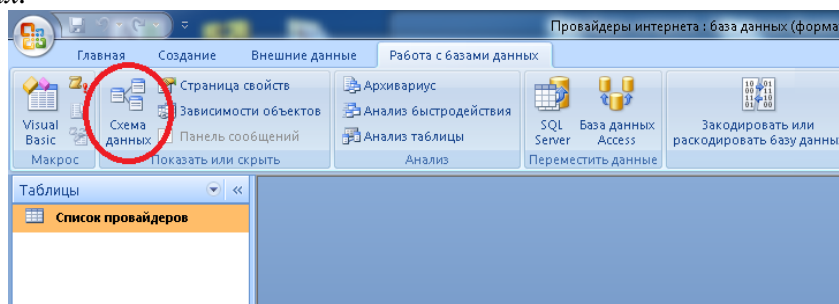 Провайдеры интернета : база данных (форма
Главная Создание Внешние данные Работа с базами данных
Visual Basic
Схема данных
Страница свойств
Зависимости объектов
Панель сообщений
Архивариус
Анализ быстродействия
Анализ таблицы
SQL Server
База данных Access
Закодировать или
раскодировать базу данны
Макрос Показать или скрыть Анализ Переместить данные
Таблицы
Список провайдеров